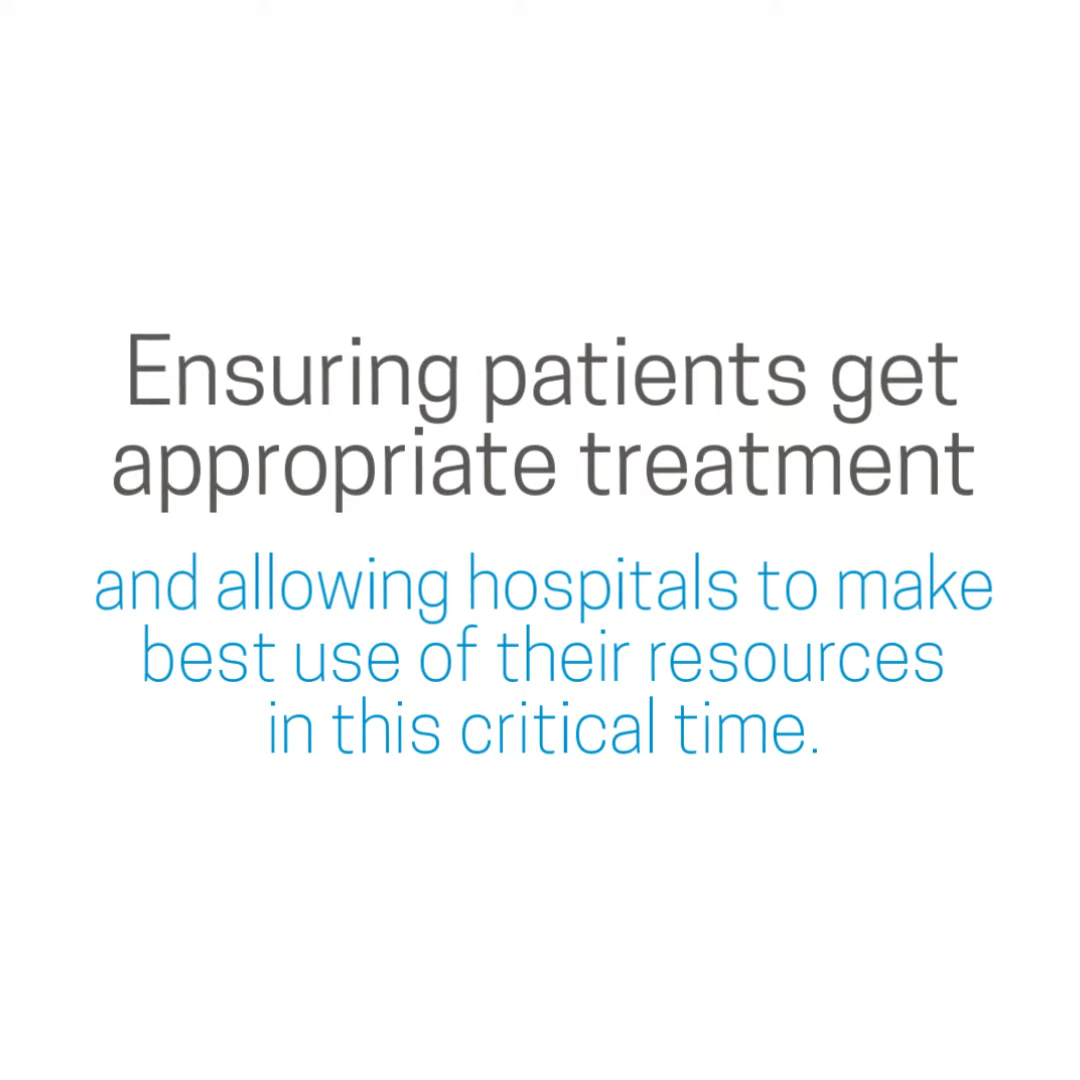 Ensuring patients get
appropriate treatment
and allowing hospitals to make
best use of their resources
in this critical time.